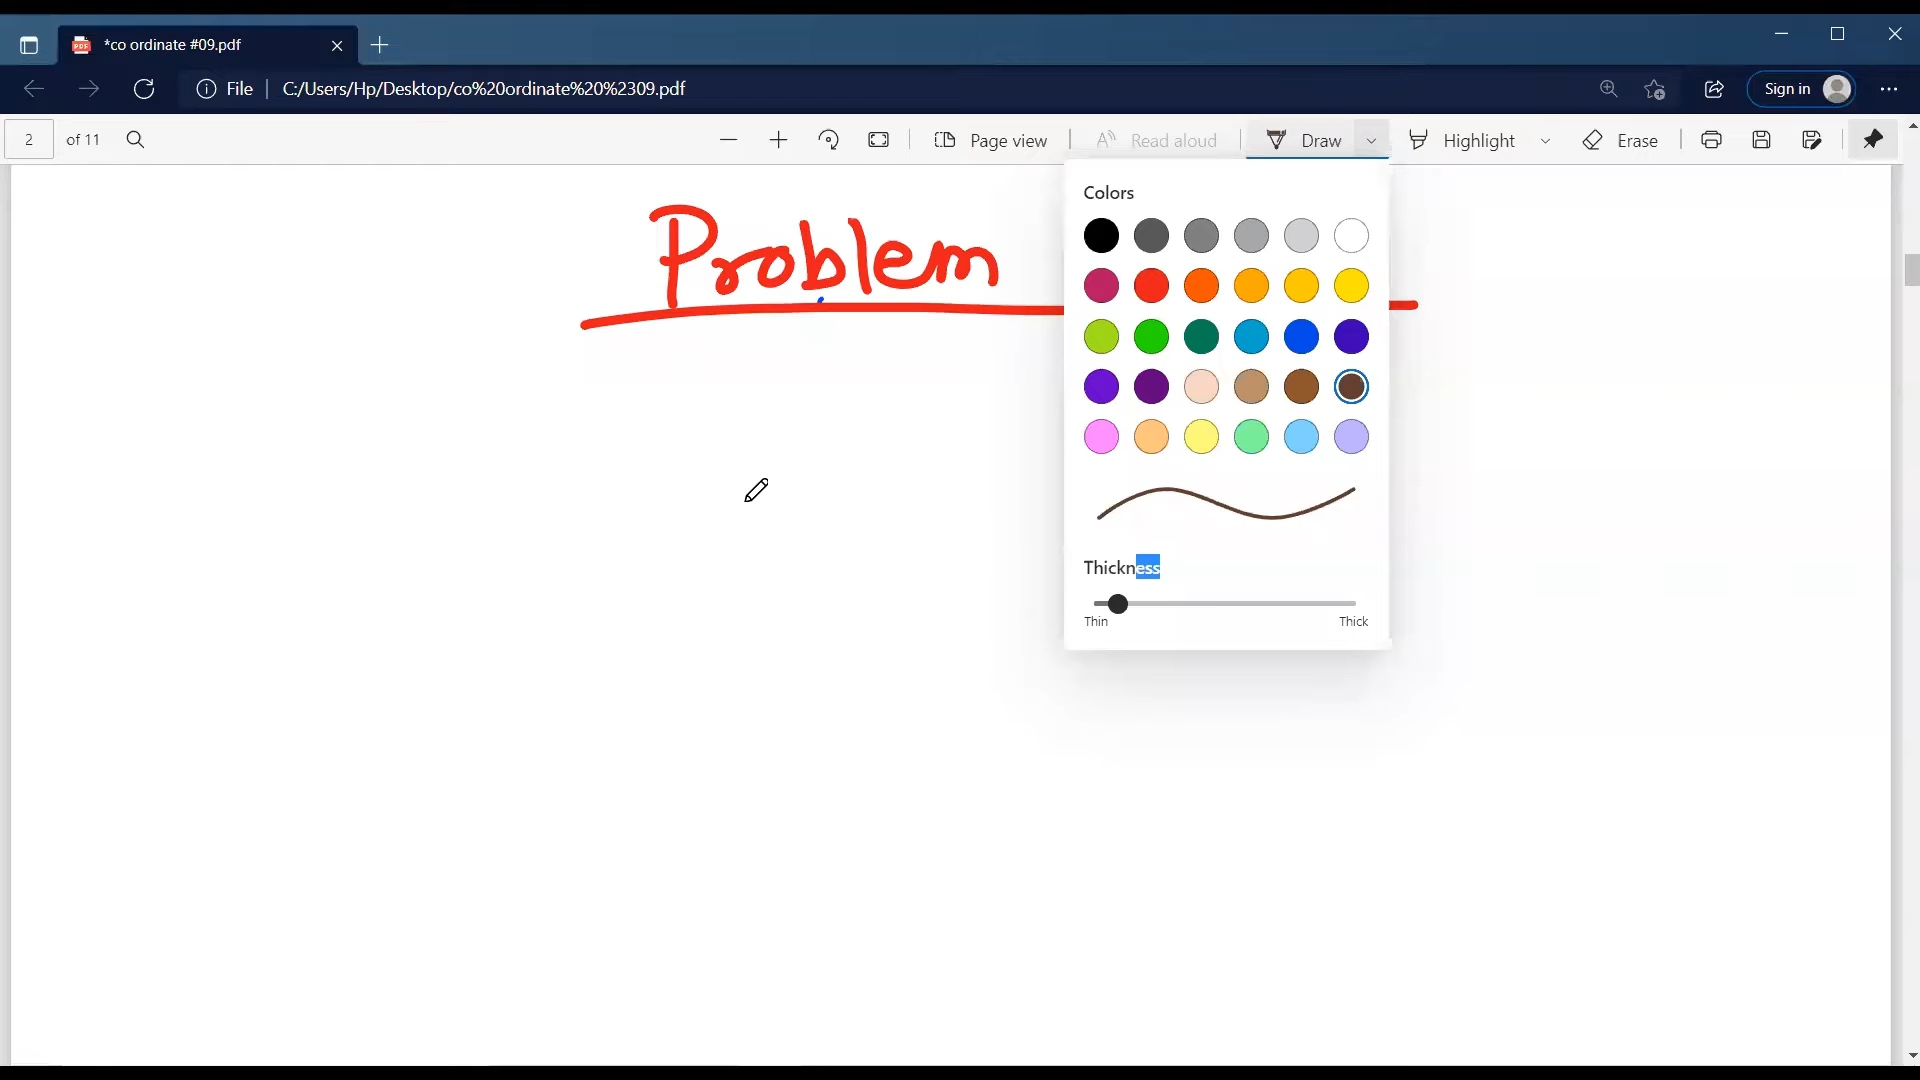 *co ordinate #09.pdf
File
C:/Users/Hp/Desktop/co%20ordinate%20%2309.pdf
Sign in
2 of 11
Page view
Read aloud
Draw
Highlight
Erase
Problem
Colors
Thickness
Thin
Thick